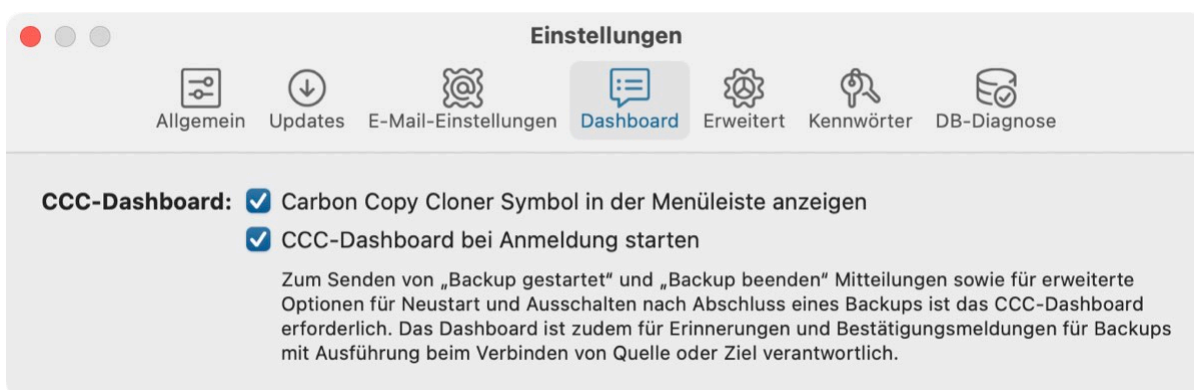 Einstellungen
Allgemein Updates E-Mail-Einstellungen Dashboard Erweitert Kennwörter DB-Diagnose
CCC-Dashboard: Carbon Copy Cloner Symbol in der Menüleiste anzeigen
CCC-Dashboard bei Anmeldung starten
Zum Senden von „Backup gestartet“ und „Backup beenden“ Mitteilungen sowie für erweiterte
Optionen für Neustart und Ausschalten nach Abschluss eines Backups ist das CCC-Dashboard
erforderlich. Das Dashboard ist zudem für Erinnerungen und Bestätigungsmeldungen für Backups
mit Ausführung beim Verbinden von Quelle oder Ziel verantwortlich.